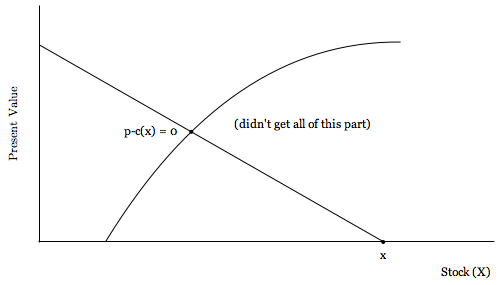 Present Value
p-c(x) = 0
(didn't get all of this part)
x
Stock (X)